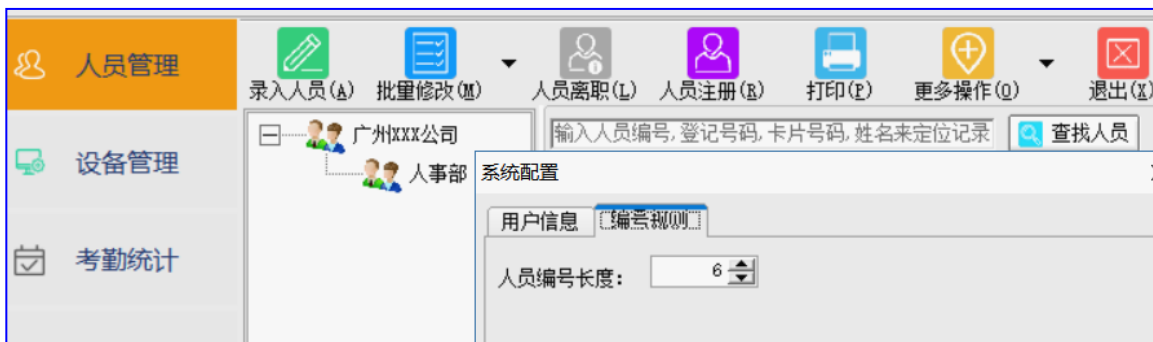 人员管理
设备管理
考勤统计
录入人员(A) 批量修改(M) 人员离职(L) 人员注册(R) 打印(P) 更多操作(O) 退出(X)
广州XXX公司
人事部
输入人员编号,登记号码,卡片号码,姓名来定位记录 查找人员
系统配置
用户信息 编号规则
人员编号长度： 6